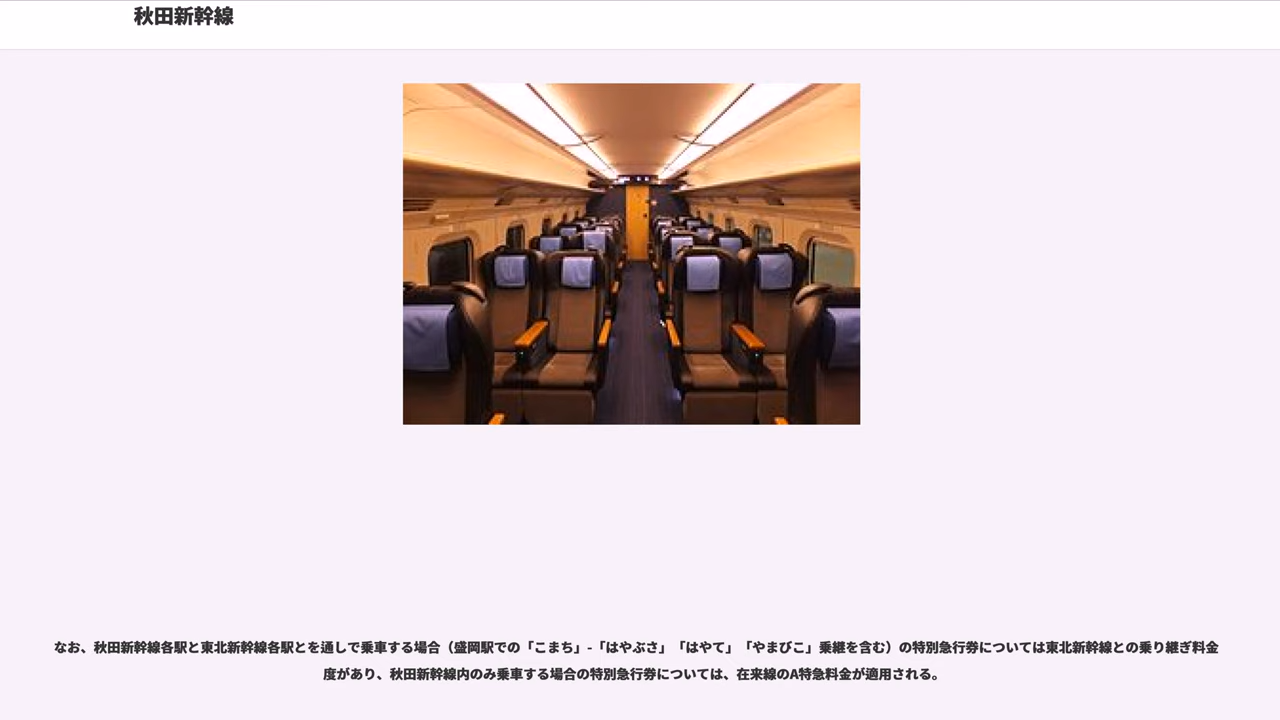 秋田新幹線
なお、秋田新幹線各駅と東北新幹線各駅とを通しで乗車する場合（盛岡駅での「こまち」-「はやぶさ」「はやて」「やまびこ」乗継を含む）の特別急行券については東北新幹線との乗り継ぎ料金
度があり、秋田新幹線内のみ乗車する場合の特別急行券については、在来線のA特急料金が適用される。